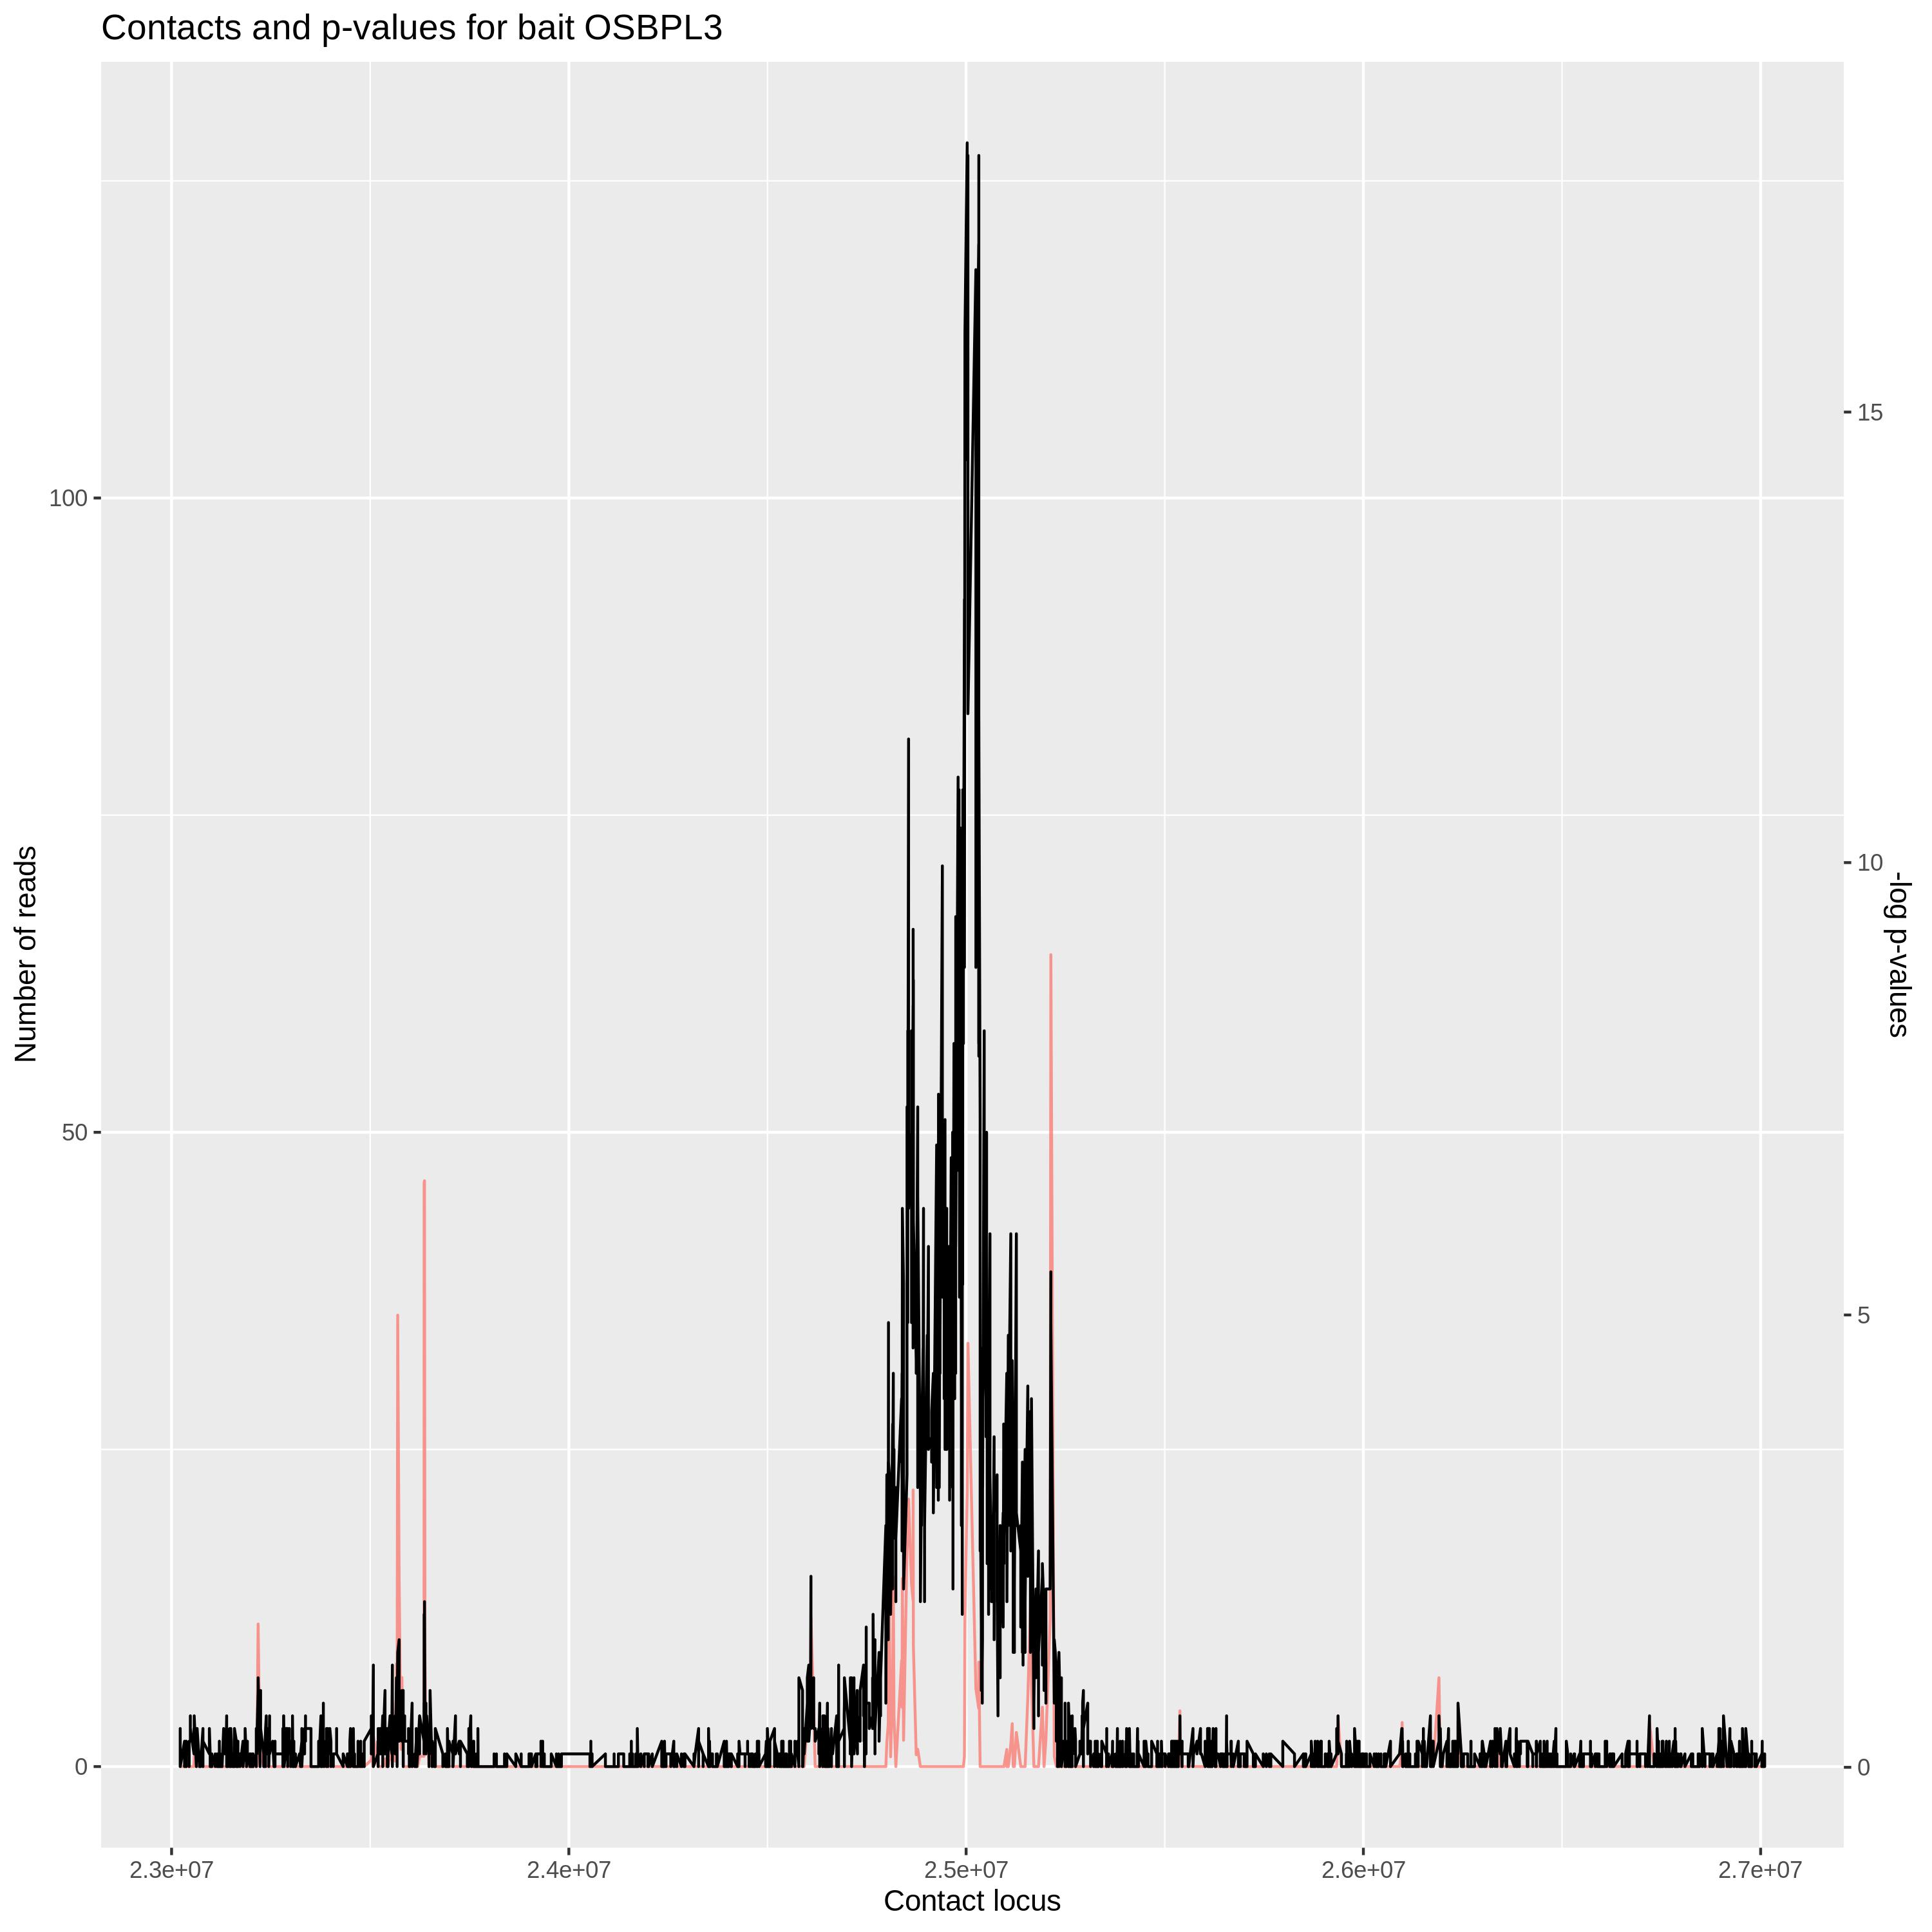 Contacts and p-values for bait OSBPL3
Number of reads
100
50
0
15
10
5
0
-log p-values
2.3e+07 2.4e+07 2.5e+07 2.6e+07 2.7e+07
Contact locus